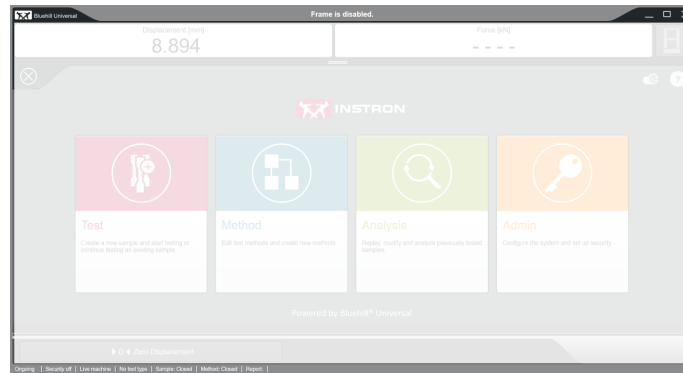 Bluehill Universal
Frame is disabled.
Displacement [mm]
8.894
Force [kN]
- - - -
INSTRON
Test
Create a new sample and start testing or
continue testing an existing sample.
Method
Edit test methods and create new methods
Analysis
Replay, modify and analyze previously tested
samples.
Admin
Configure the system and set up security
Powered by Bluehill® Universal
0 Zero Displacement
Ongoing | Security off | Live machine | No test type | Sample: Closed | Method: Closed | Report: |